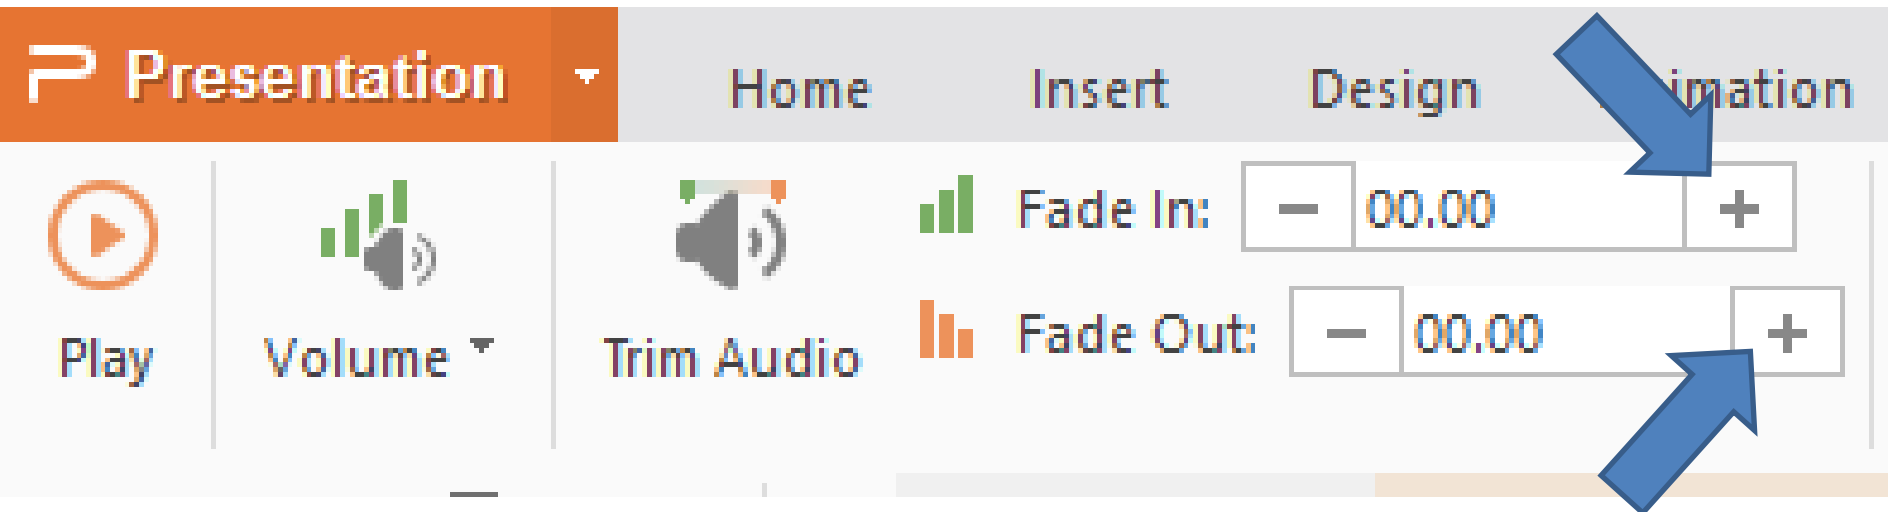 Presentation
Home Insert Design imation
Fade In: − 00.00 +
Fade Out: − 00.00 +
Play Volume Trim Audio